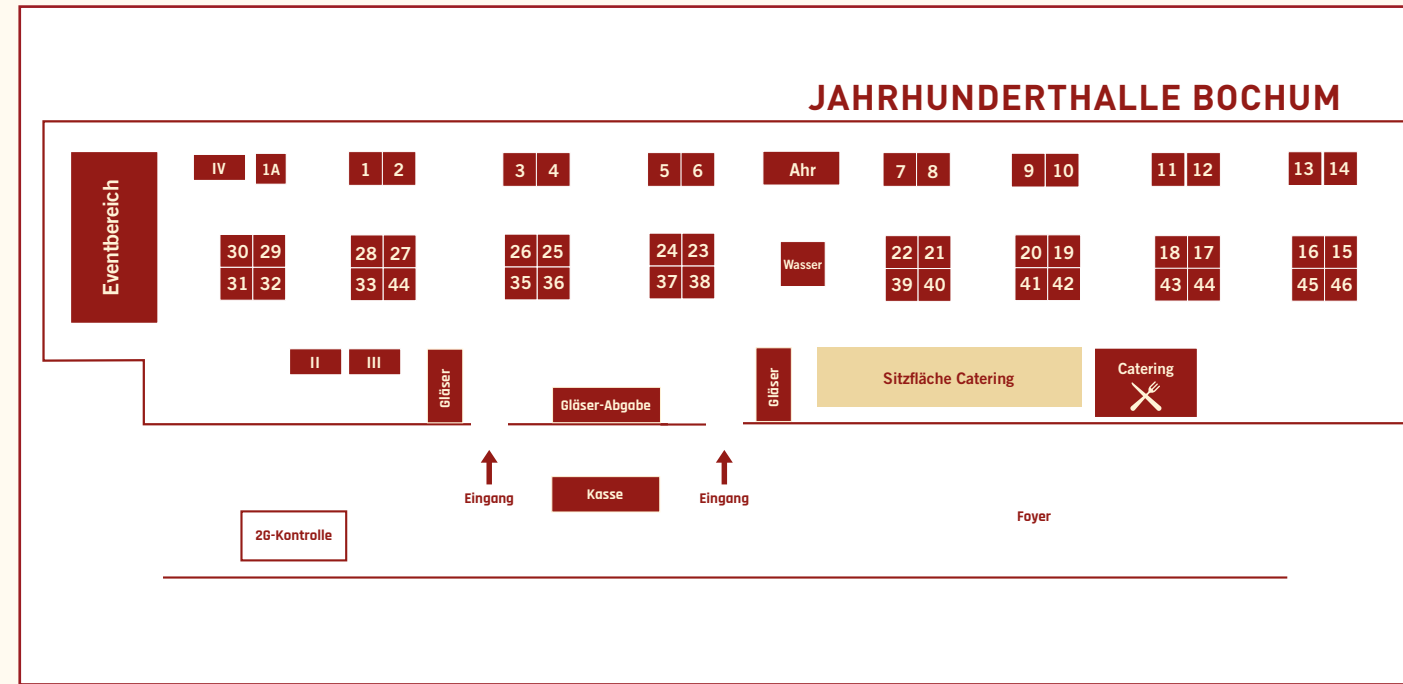 JAHRHUNDERTHALLE BOCHUM
IV 1A 1 2 3 4 5 6 Ahr 7 8 9 10 11 12 13 14
Eventbereich
30 29 28 27 26 25 24 23 Wasser 22 21 20 19 18 17 16 15
31 32 33 44 35 36 37 38 39 40 41 42 43 44 45 46
II III
Gläser
Gläser-Abgabe
Gläser
Sitzfläche Catering
Catering
Eingang
Kasse
Eingang
2G-Kontrolle
Foyer